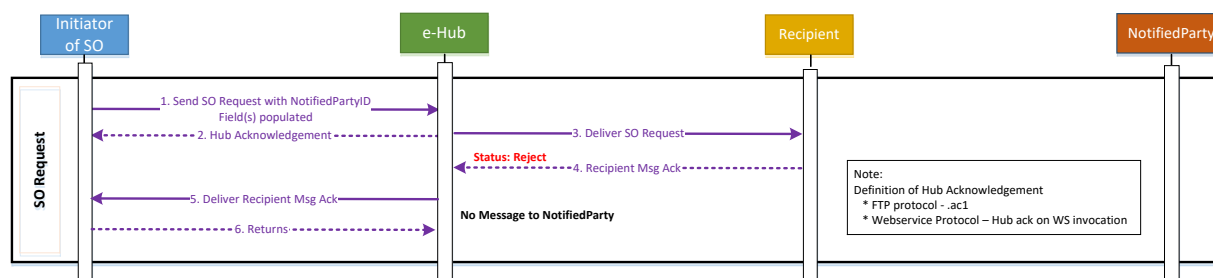 Initiator
of SO
e-Hub
Recipient
NotifiedParty
SO Request
1. Send SO Request with NotifiedPartyID
Field(s) populated
2. Hub Acknowledgement
3. Deliver SO Request
Status: Reject
4. Recipient Msg Ack
5. Deliver Recipient Msg Ack
No Message to NotifiedParty
6. Returns
Note:
Definition of Hub Acknowledgement
* FTP protocol - .ac1
* Webservice Protocol – Hub ack on WS invocation